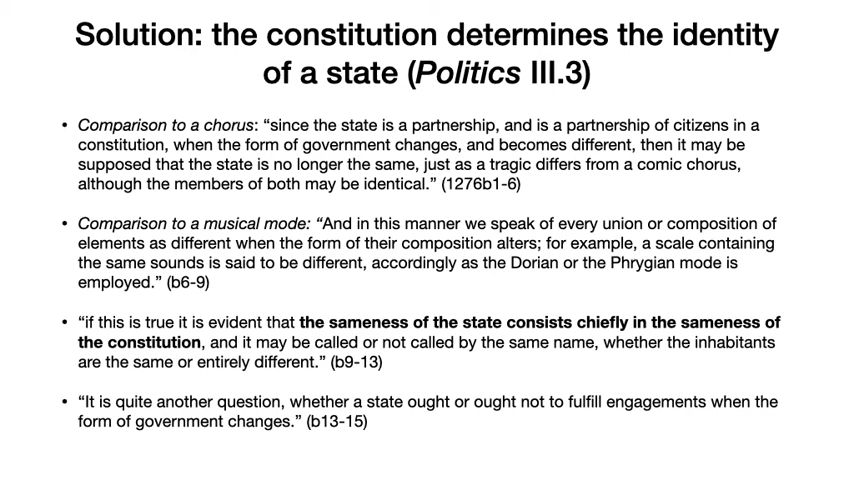 Solution: the constitution determines the identity
of a state (Politics III.3)
• Comparison to a chorus: “since the state is a partnership, and is a partnership of citizens in a
constitution, when the form of government changes, and becomes different, then it may be
supposed that the state is no longer the same, just as a tragic differs from a comic chorus,
although the members of both may be identical.” (1276b1-6)
• Comparison to a musical mode: “And in this manner we speak of every union or composition of
elements as different when the form of their composition alters; for example, a scale containing
the same sounds is said to be different, accordingly as the Dorian or the Phrygian mode is
employed.” (b6-9)
• “if this is true it is evident that the sameness of the state consists chiefly in the sameness of
the constitution, and it may be called or not called by the same name, whether the inhabitants
are the same or entirely different.” (b9-13)
• “It is quite another question, whether a state ought or ought not to fulfill engagements when the
form of government changes.” (b13-15)